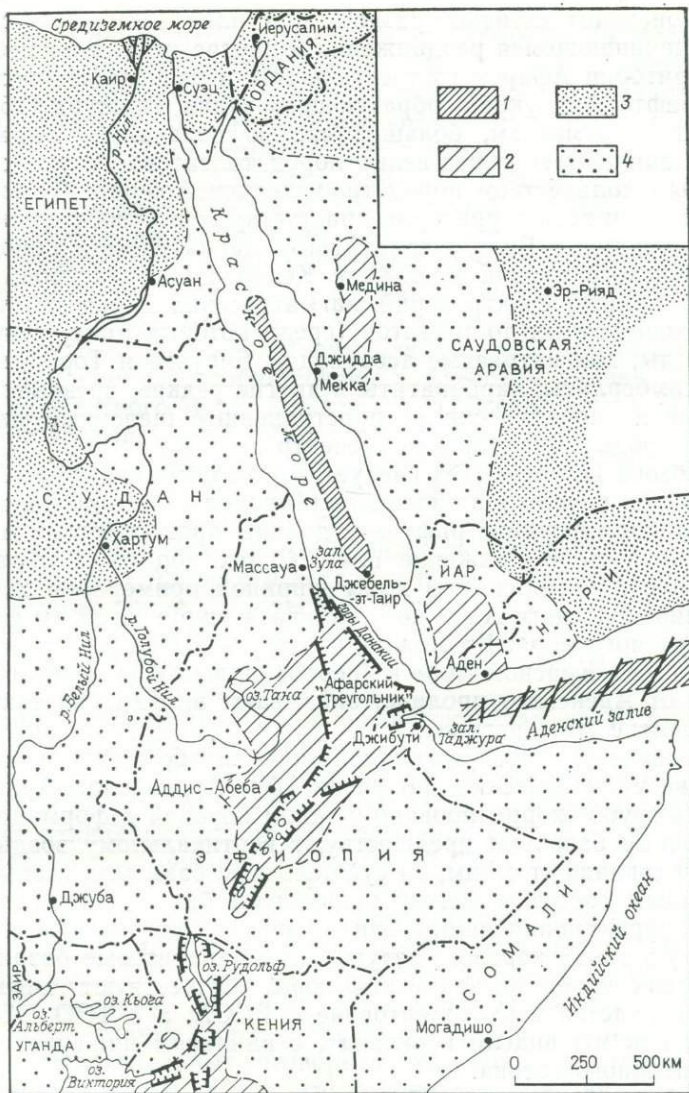 Средиземное море
Иерусалим
Каир
Суэц
ИОРДАНИЯ
р. Нил
ЕГИПЕТ
Асуан
Красное море
Медина
Джидда
Мекка
Эр-Рияд
САУДОВСКАЯ
АРАВИЯ
1
2
3
4
СУДАН
Хартум
Массауа
зал.
Зула
Джебель-
эт-Таир
ЙАР
НДРЙ
Аден
р. Белый Нил
р. Голубой Нил
оз. Тана
Горы Данакил
"Афарский
треугольник"
Джибути
зал.
Таджура
Аденский залив
Аддис-Абеба
ЭФИОПИЯ
Джуба
СОМАЛИ
Индийский океан
ЗАИР
оз.
Альберт
оз. Кьога
оз. Рудольф
УГАНДА
КЕНИЯ
оз.
Виктория
Могадишо
0 250 500 км